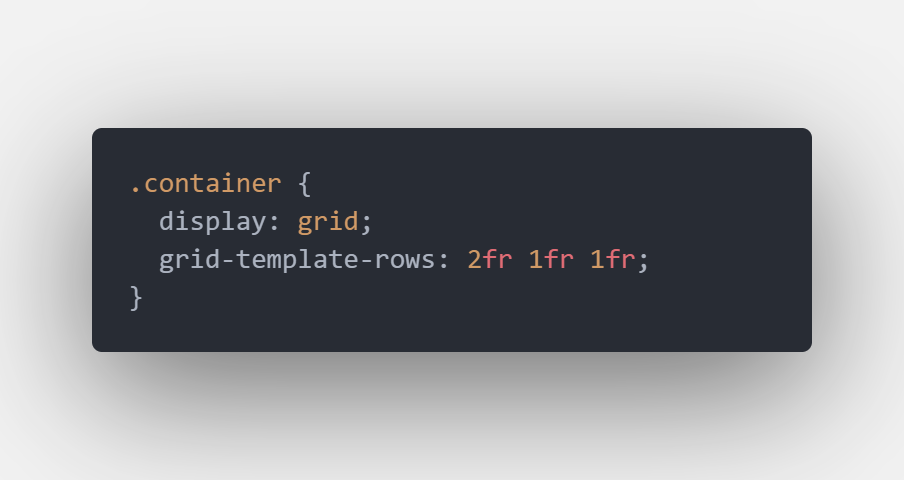 .container {
  display: grid;
  grid-template-rows: 2fr 1fr 1fr;
}